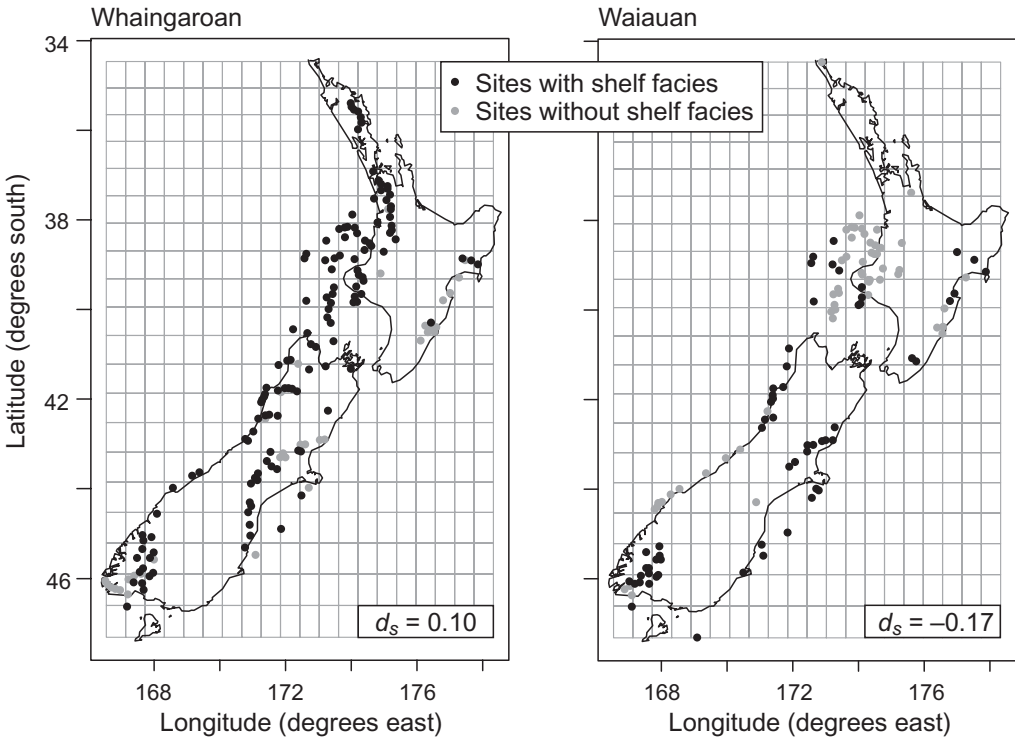 Whaingaroan
Waiauan
Sites with shelf facies
Sites without shelf facies
34
38
42
46
Latitude (degrees south)
d_s = 0.10
d_s = –0.17
168
172
176
168
172
176
Longitude (degrees east)
Longitude (degrees east)